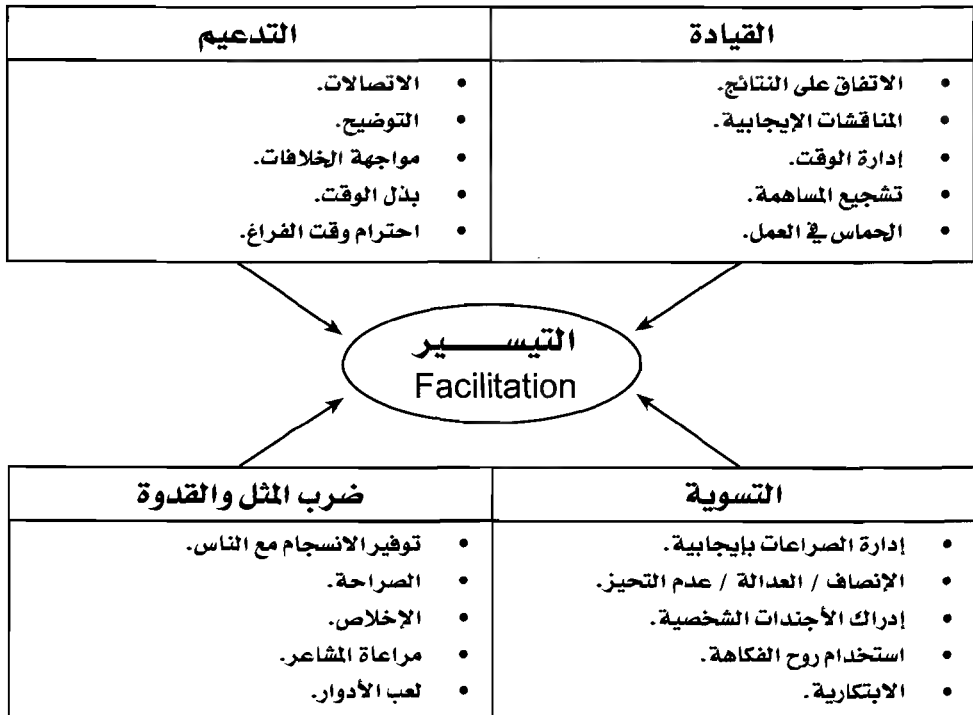 القيادة
• الاتفاق على النتائج.
• المناقشات الإيجابية.
• إدارة الوقت.
• تشجيع المساهمة.
• الحماس في العمل.
التدعيم
• الاتصالات.
• التوضيح.
• مواجهة الخلافات.
• بذل الوقت.
• احترام وقت الفراغ.
التيســـــير
Facilitation
التسوية
• إدارة الصراعات بإيجابية.
• الإنصاف / العدالة / عدم التحيز.
• إدراك الأجندات الشخصية.
• استخدام روح الفكاهة.
• الابتكارية.
ضرب المثل والقدوة
• توفير الانسجام مع الناس.
• الصراحة.
• الإخلاص.
• مراعاة المشاعر.
• لعب الأدوار.